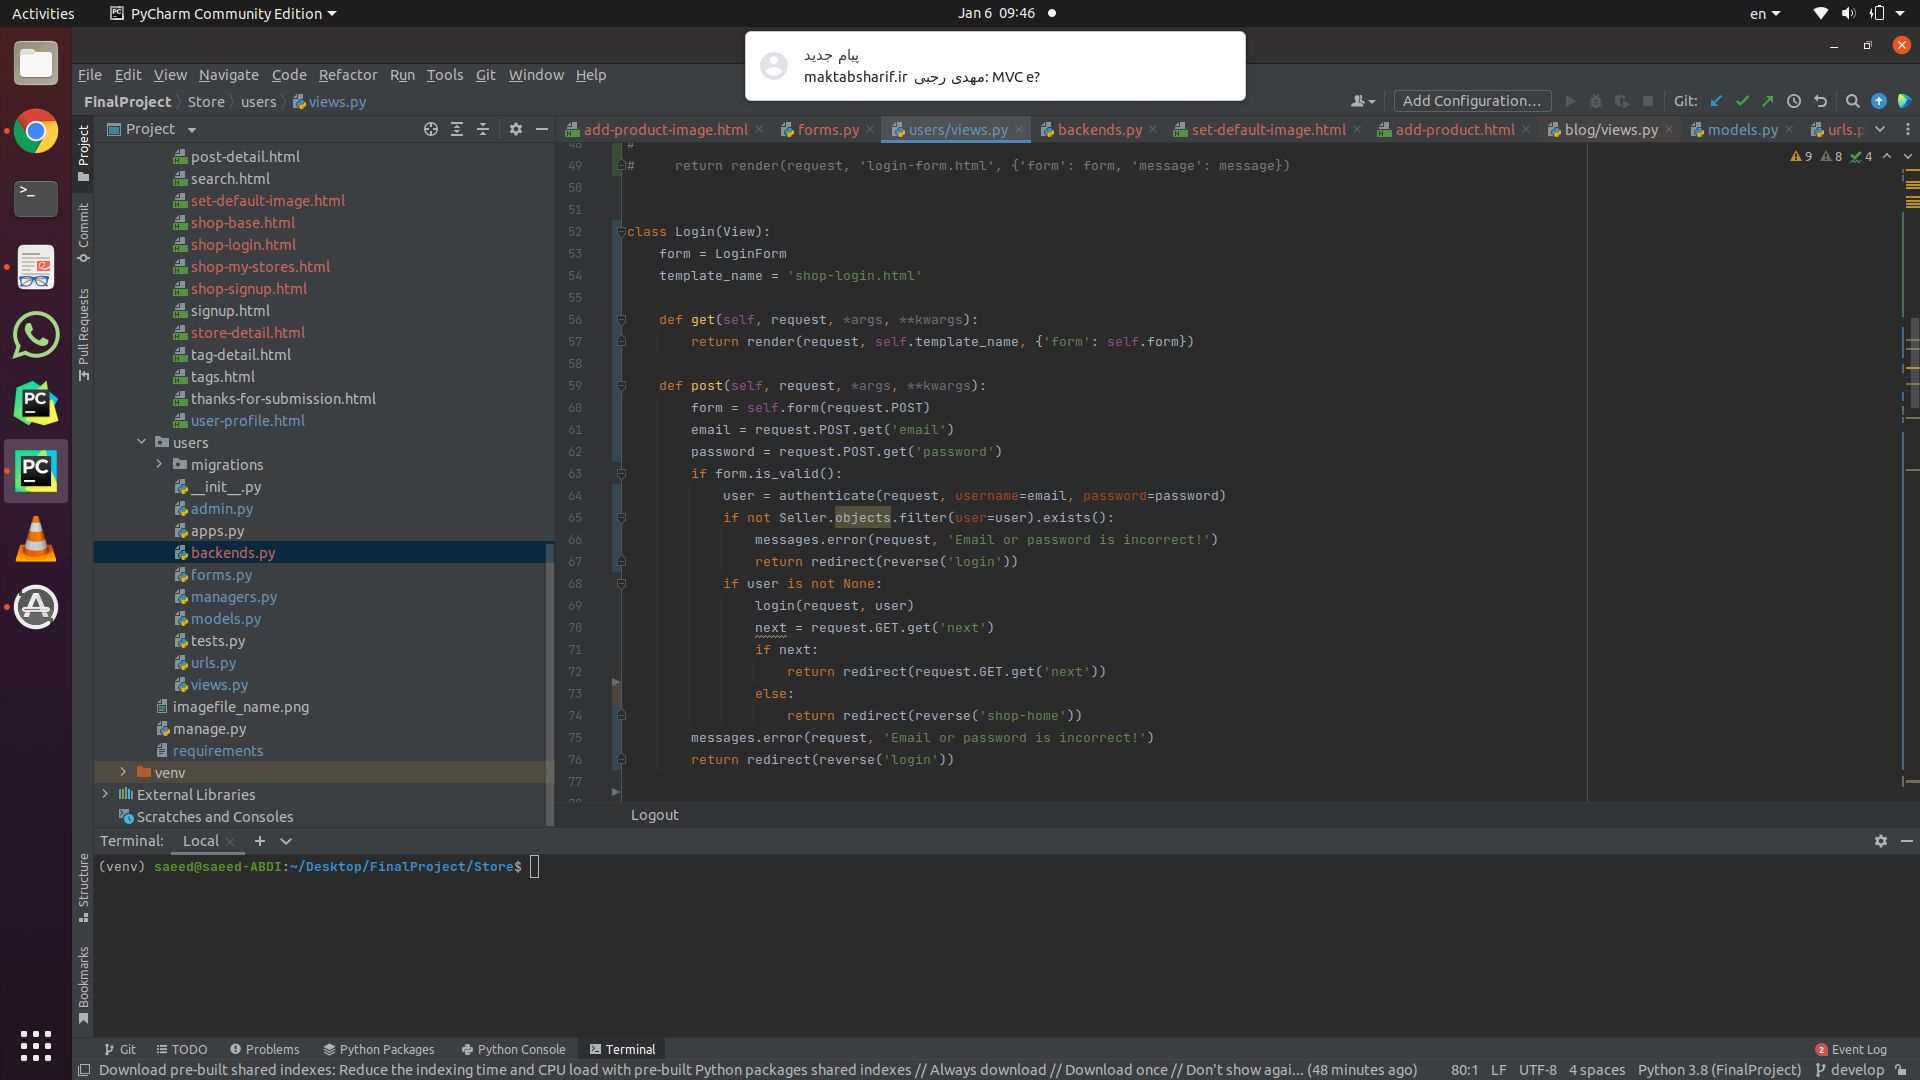 Activities
PyCharm Community Edition
Jan 6 09:46
en
پیام جدید
maktabsharif.ir مهدی رجبی: MVC e?
File Edit View Navigate Code Refactor Run Tools Git Window Help
FinalProject Store users views.py
Add Configuration...
Git:
Project
add-product-image.html
forms.py
users/views.py
backends.py
set-default-image.html
add-product.html
blog/views.py
models.py
urls.p
Project
Commit
Pull Requests
Structure
Bookmarks
post-detail.html
search.html
set-default-image.html
shop-base.html
shop-login.html
shop-my-stores.html
shop-signup.html
signup.html
store-detail.html
tag-detail.html
tags.html
thanks-for-submission.html
user-profile.html
users
migrations
__init__.py
admin.py
apps.py
backends.py
forms.py
managers.py
models.py
tests.py
urls.py
views.py
imagefile_name.png
manage.py
requirements
venv
External Libraries
Scratches and Consoles
9 8 4
48 #
49 #     return render(request, 'login-form.html', {'form': form, 'message': message})
50
51
52 class Login(View):
53     form = LoginForm
54     template_name = 'shop-login.html'
55
56     def get(self, request, *args, **kwargs):
57         return render(request, self.template_name, {'form': self.form})
58
59     def post(self, request, *args, **kwargs):
60         form = self.form(request.POST)
61         email = request.POST.get('email')
62         password = request.POST.get('password')
63         if form.is_valid():
64             user = authenticate(request, username=email, password=password)
65             if not Seller.objects.filter(user=user).exists():
66                 messages.error(request, 'Email or password is incorrect!')
67                 return redirect(reverse('login'))
68             if user is not None:
69                 login(request, user)
70                 next = request.GET.get('next')
71                 if next:
72                     return redirect(request.GET.get('next'))
73                 else:
74                     return redirect(reverse('shop-home'))
75         messages.error(request, 'Email or password is incorrect!')
76         return redirect(reverse('login'))
77
Logout
Terminal: Local
(venv) saeed@saeed-ABDI:~/Desktop/FinalProject/Store$
Git TODO Problems Python Packages Python Console Terminal
2 Event Log
Download pre-built shared indexes: Reduce the indexing time and CPU load with pre-built Python packages shared indexes // Always download // Download once // Don't show agai... (48 minutes ago)
80:1 LF UTF-8 4 spaces Python 3.8 (FinalProject) develop